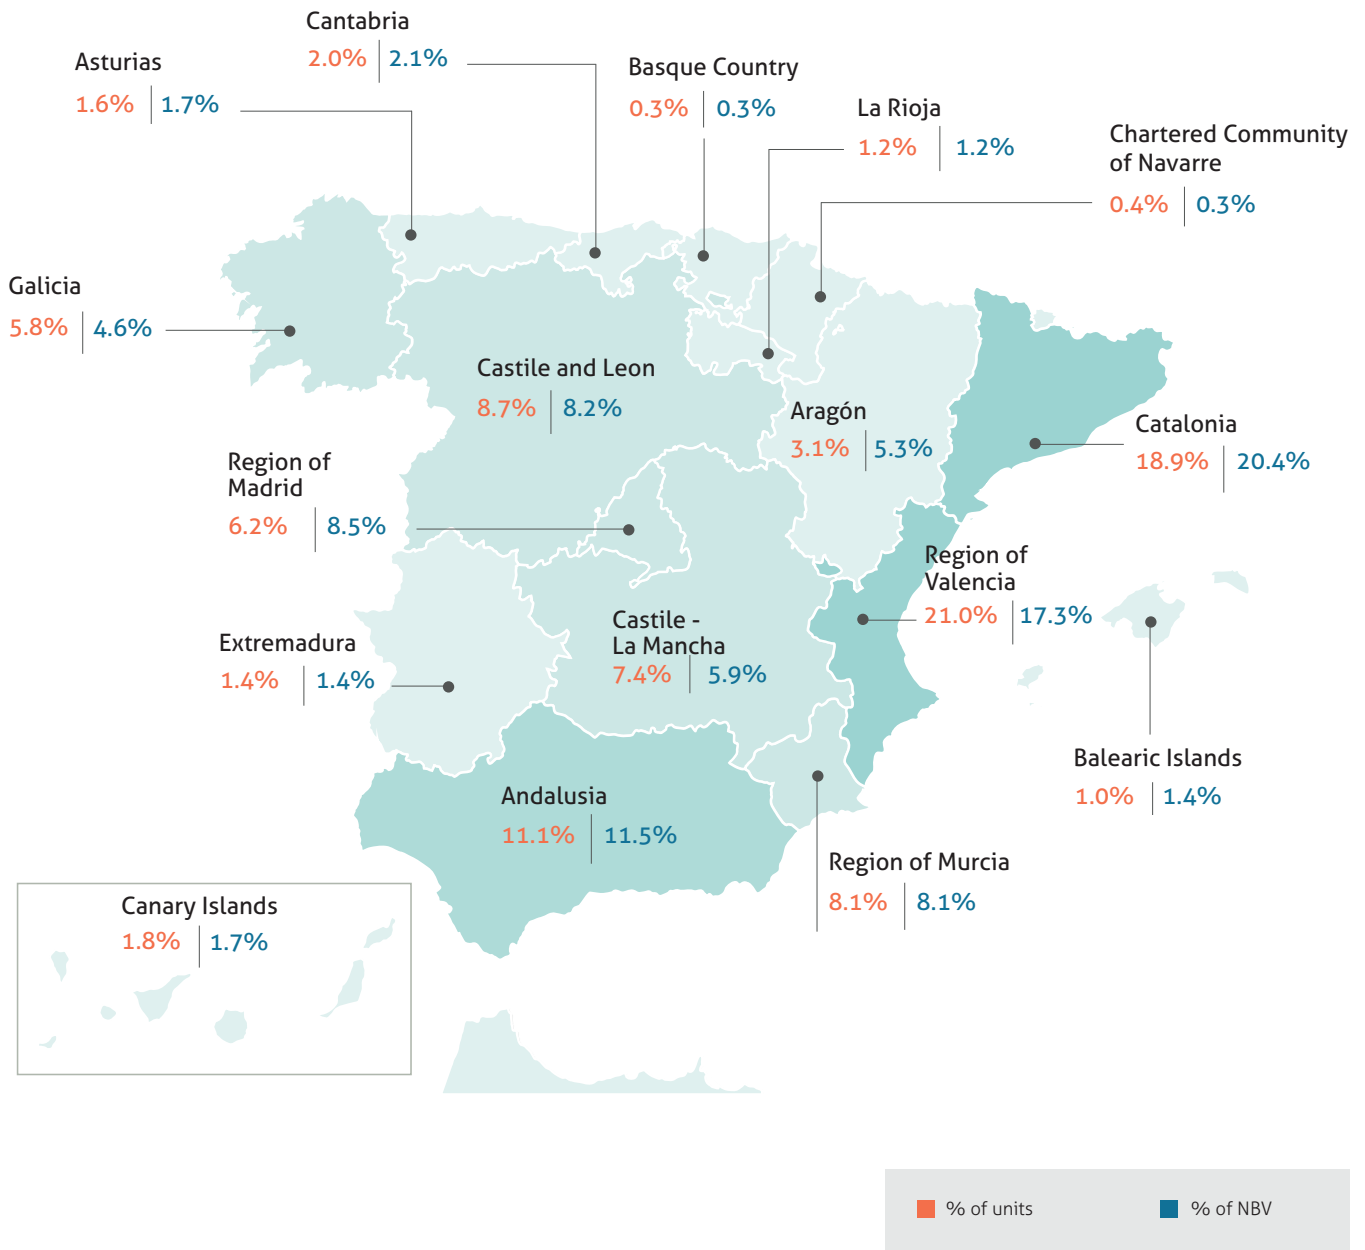 Cantabria
2.0% 2.1%
Asturias
1.6% 1.7%
Basque Country
0.3% 0.3%
La Rioja
1.2% 1.2%
Chartered Community
of Navarre
0.4% 0.3%
Galicia
5.8% 4.6%
Castile and Leon
8.7% 8.2%
Aragón
3.1% 5.3%
Catalonia
18.9% 20.4%
Region of
Madrid
6.2% 8.5%
Region of
Valencia
21.0% 17.3%
Castile -
La Mancha
7.4% 5.9%
Extremadura
1.4% 1.4%
Balearic Islands
1.0% 1.4%
Andalusia
11.1% 11.5%
Region of Murcia
8.1% 8.1%
Canary Islands
1.8% 1.7%
% of units
% of NBV